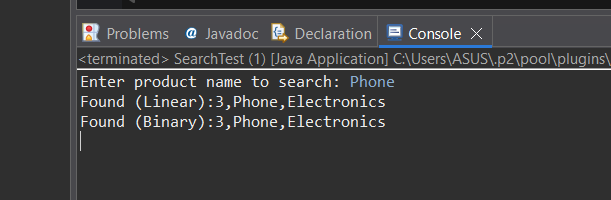 Problems @ Javadoc Declaration Console
<terminated> SearchTest (1) [Java Application] C:\Users\ASUS\.p2\pool\plugins\
Enter product name to search: Phone
Found (Linear):3,Phone,Electronics
Found (Binary):3,Phone,Electronics